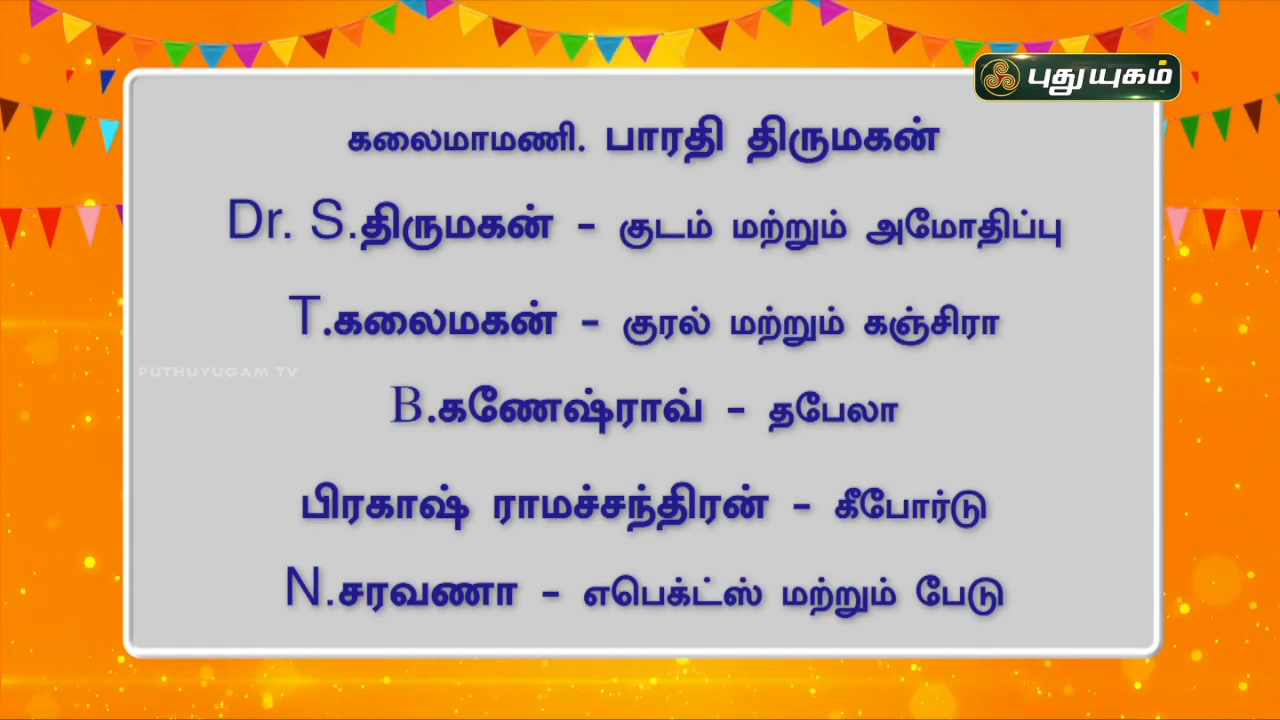 புதுயுகம்
கலைமாமணி. பாரதி திருமகன்
Dr. S.திருமகன் - குடம் மற்றும் அமோதிப்பு
T.கலைமகன் - குரல் மற்றும் கஞ்சிரா
PUTHUYUGAM TV
B.கணேஷ்ராவ் - தபேலா
பிரகாஷ் ராமச்சந்திரன் - கீபோர்டு
N.சரவணா - எபெக்ட்ஸ் மற்றும் பேடு